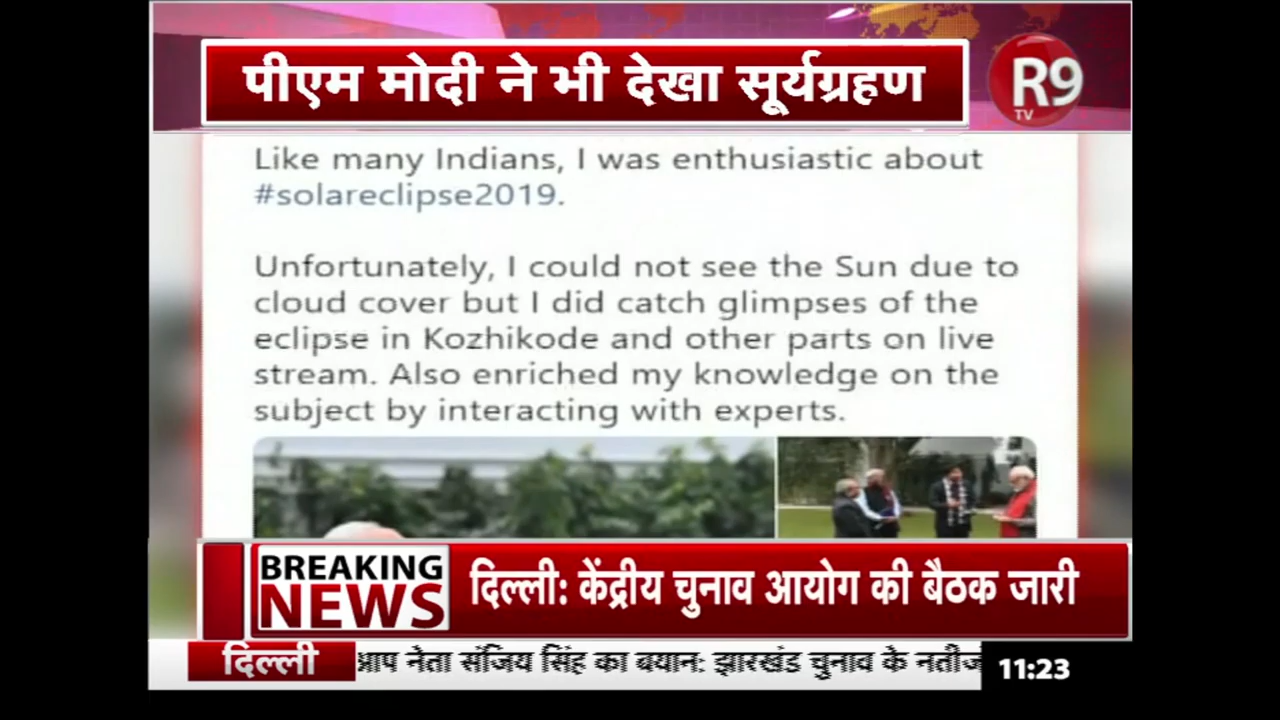 पीएम मोदी ने भी देखा सूर्यग्रहण
R9
TV
Like many Indians, I was enthusiastic about
#solareclipse2019.
Unfortunately, I could not see the Sun due to
cloud cover but I did catch glimpses of the
eclipse in Kozhikode and other parts on live
stream. Also enriched my knowledge on the
subject by interacting with experts.
BREAKING
NEWS
दिल्ली: केंद्रीय चुनाव आयोग की बैठक जारी
दिल्ली
आप नेता संजिय सिंह का बयान: झारखंड चुनाव के नतीज
11:23